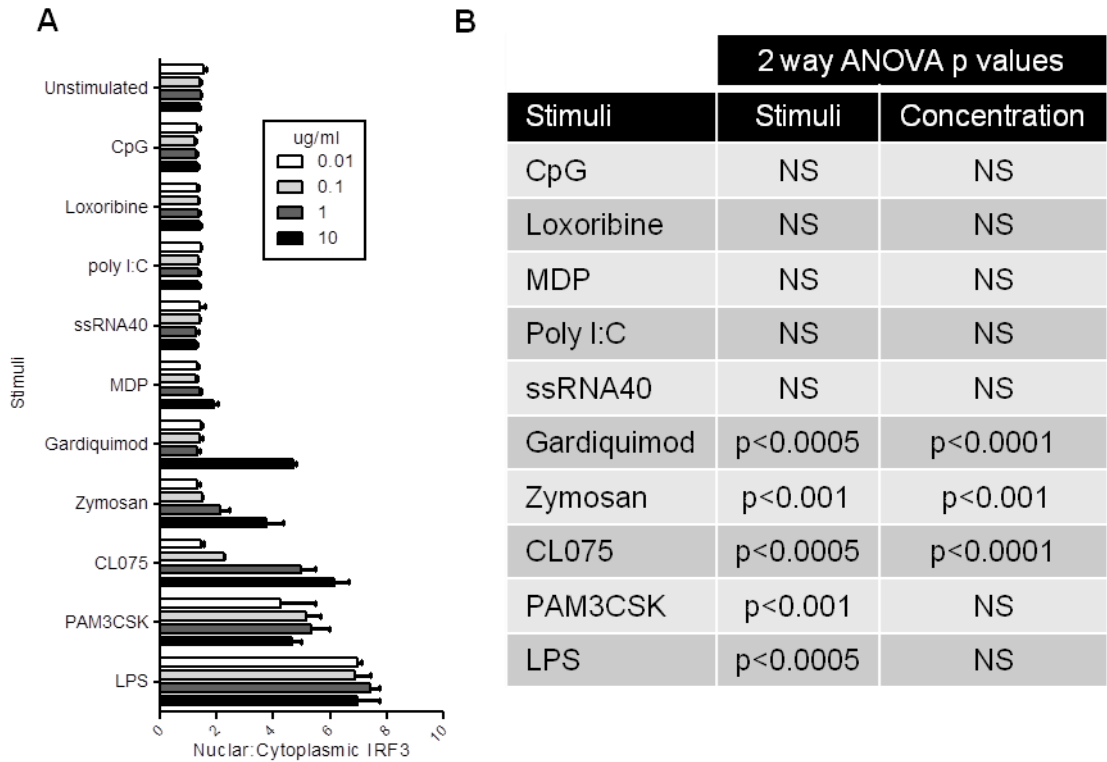 A
Unstimulated
CpG
Loxoribine
poly I:C
ssRNA40
MDP
Gardiquimod
Zymosan
CL075
PAM3CSK
LPS
Stimuli
ug/ml
0.01
0.1
1
10
0 2 4 6 8 10
Nuclar:Cytoplasmic IRF3
B
2 way ANOVA p values
Stimuli Stimuli Concentration
CpG NS NS
Loxoribine NS NS
MDP NS NS
Poly I:C NS NS
ssRNA40 NS NS
Gardiquimod p<0.0005 p<0.0001
Zymosan p<0.001 p<0.001
CL075 p<0.0005 p<0.0001
PAM3CSK p<0.001 NS
LPS p<0.0005 NS